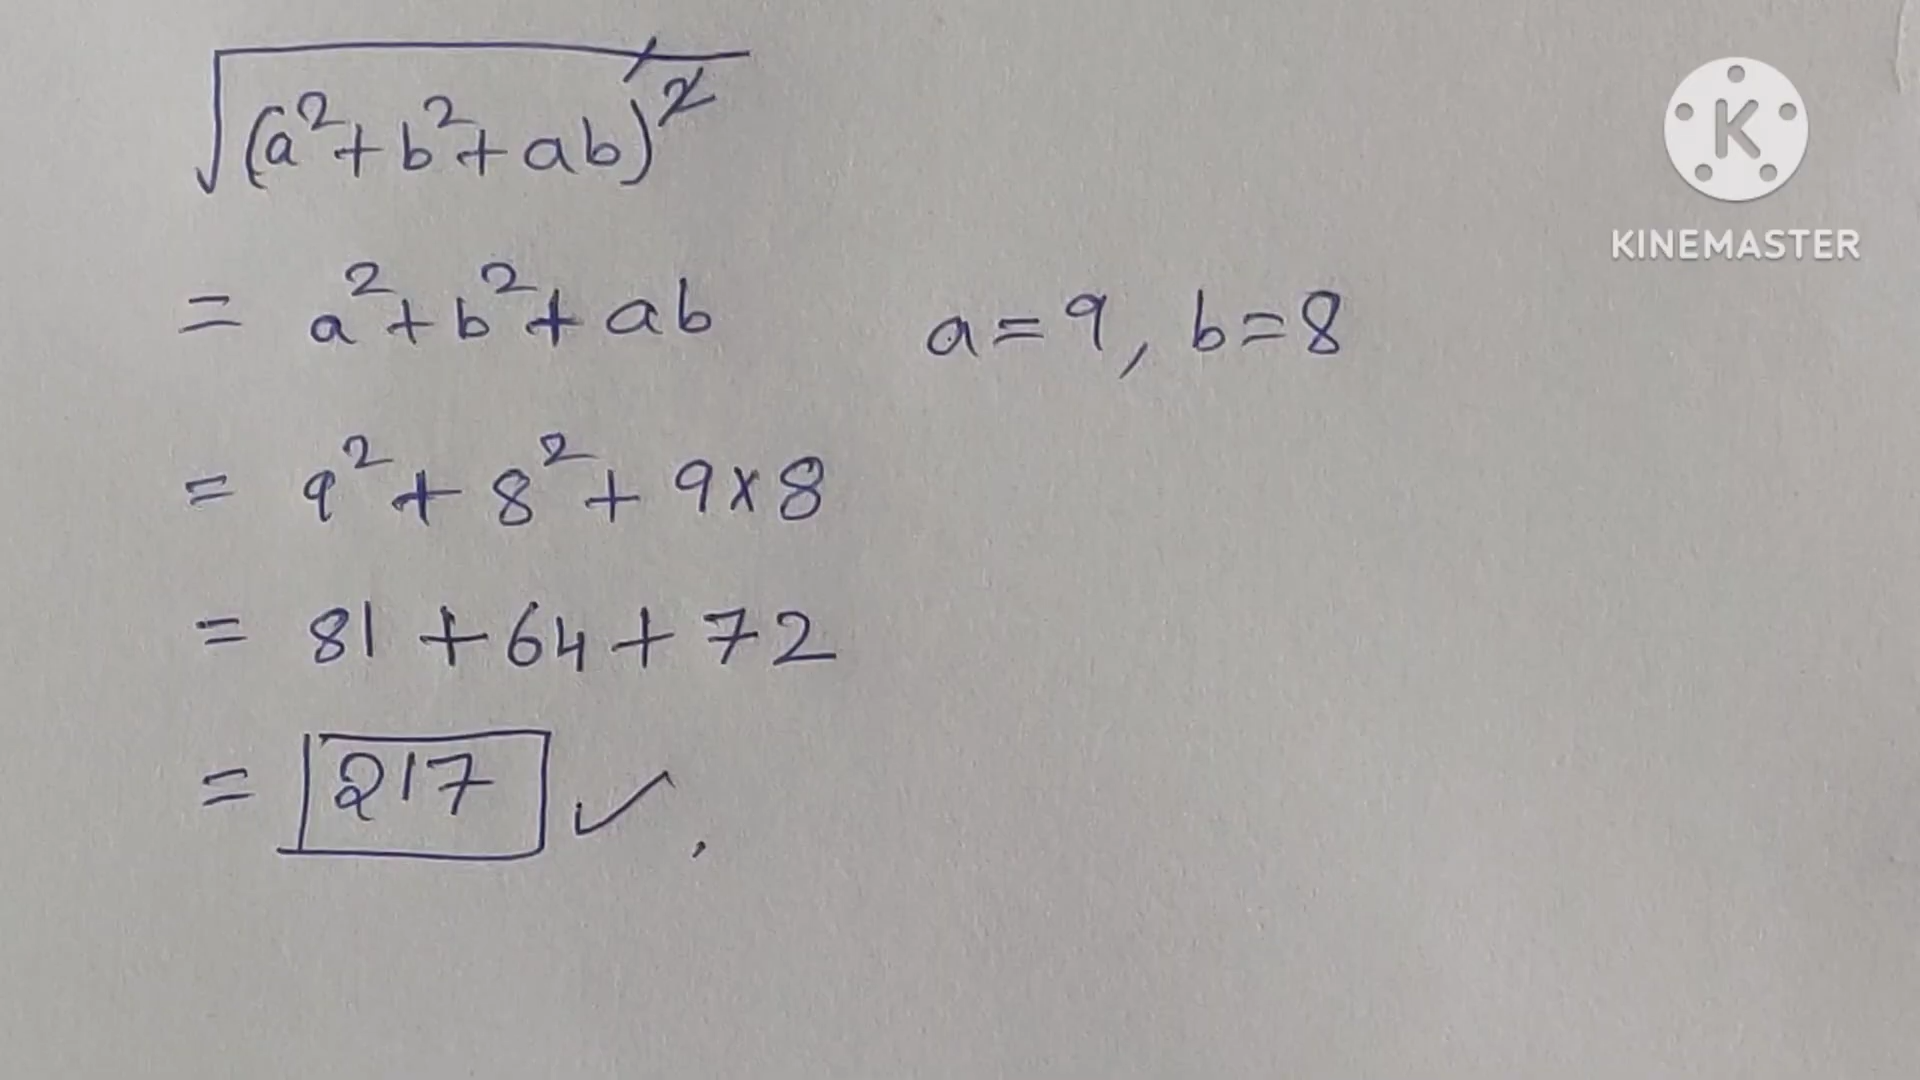 √(a²+b²+ab)²
= a²+b²+ab    a=9, b=8
= 9²+8²+9×8
= 81+64+72
= 217 ✓.
K
KINEMASTER